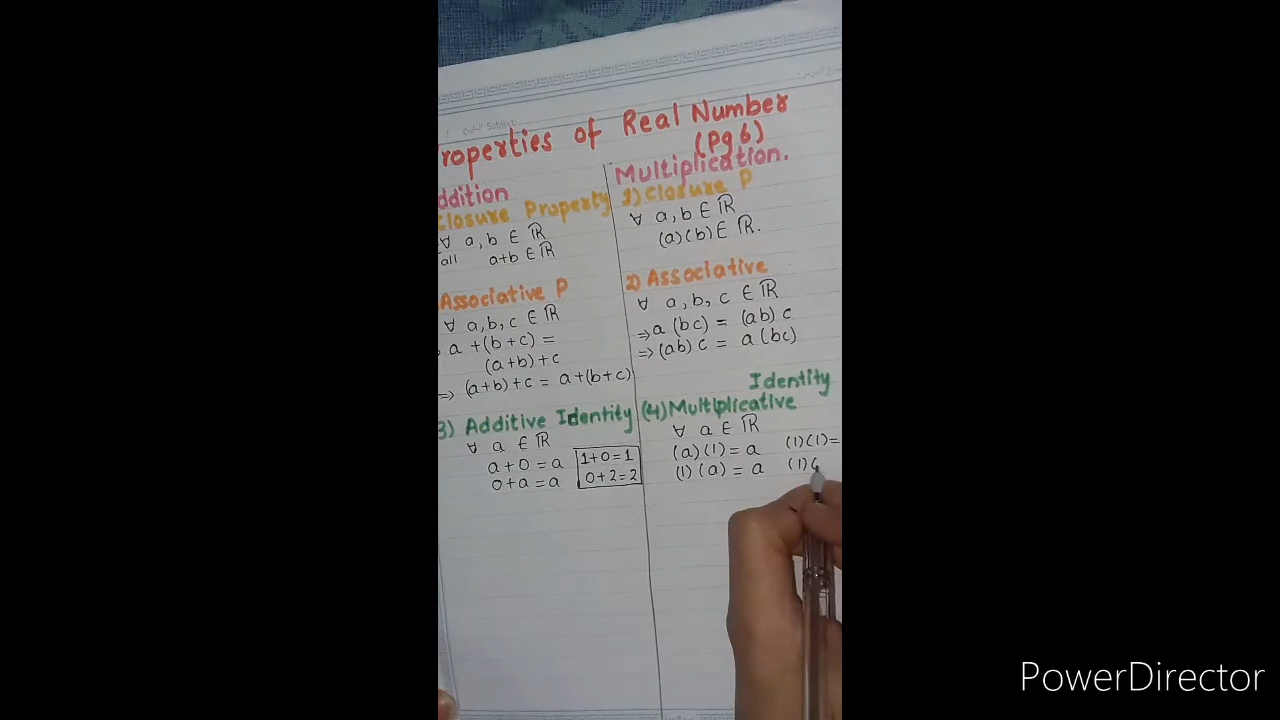 roperties of Real Number
(Pg 6)
ddition
Closure Property
∀ a, b ∈ ℝ
all a+b ∈ ℝ
Associative P
∀ a, b, c ∈ ℝ
a +(b+c) =
(a+b)+c
⇒ (a+b)+c = a+(b+c)
3) Additive Identity
∀ a ∈ ℝ
a+0 = a
0+a = a
1+0=1
0+2=2
Multiplication.
1) Closure P
∀ a, b ∈ ℝ
(a)(b) ∈ ℝ.
2) Associative
∀ a, b, c ∈ ℝ
⇒ a (bc) = (ab) c
⇒ (ab) c = a (bc)
Identity
(4) Multiplicative
∀ a ∈ ℝ
(a)(1) = a (1)(1)=
(1)(a) = a (1)(
PowerDirector